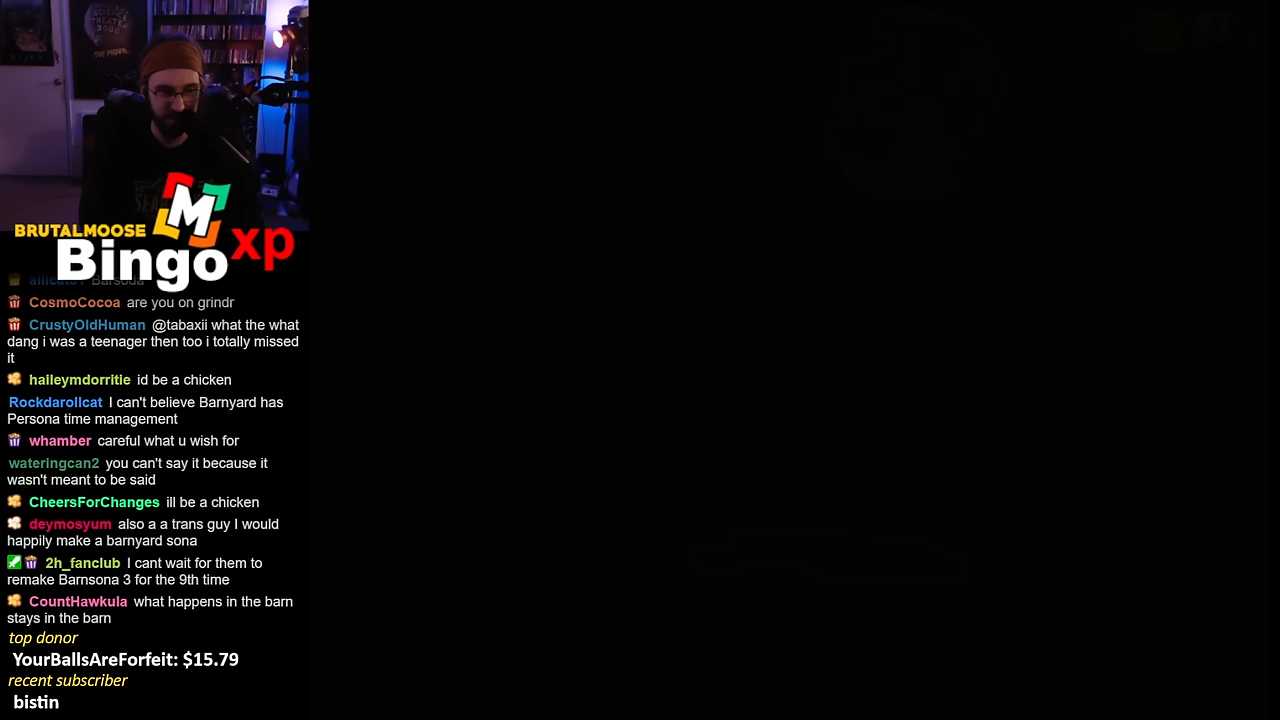 BRUTALMOOSE
M
Bingo xp
Barsoda
CosmoCocoa are you on grindr
CrustyOldHuman @tabaxii what the what
dang i was a teenager then too i totally missed
it
haileymdorritie id be a chicken
Rockdarollcat I can't believe Barnyard has
Persona time management
whamber careful what u wish for
wateringcan2 you can't say it because it
wasn't meant to be said
CheersForChanges ill be a chicken
deymosyum also a a trans guy I would
happily make a barnyard sona
2h_fanclub I cant wait for them to
remake Barnsona 3 for the 9th time
CountHawkula what happens in the barn
stays in the barn
top donor
YourBallsAreForfeit: $15.79
recent subscriber
bistin